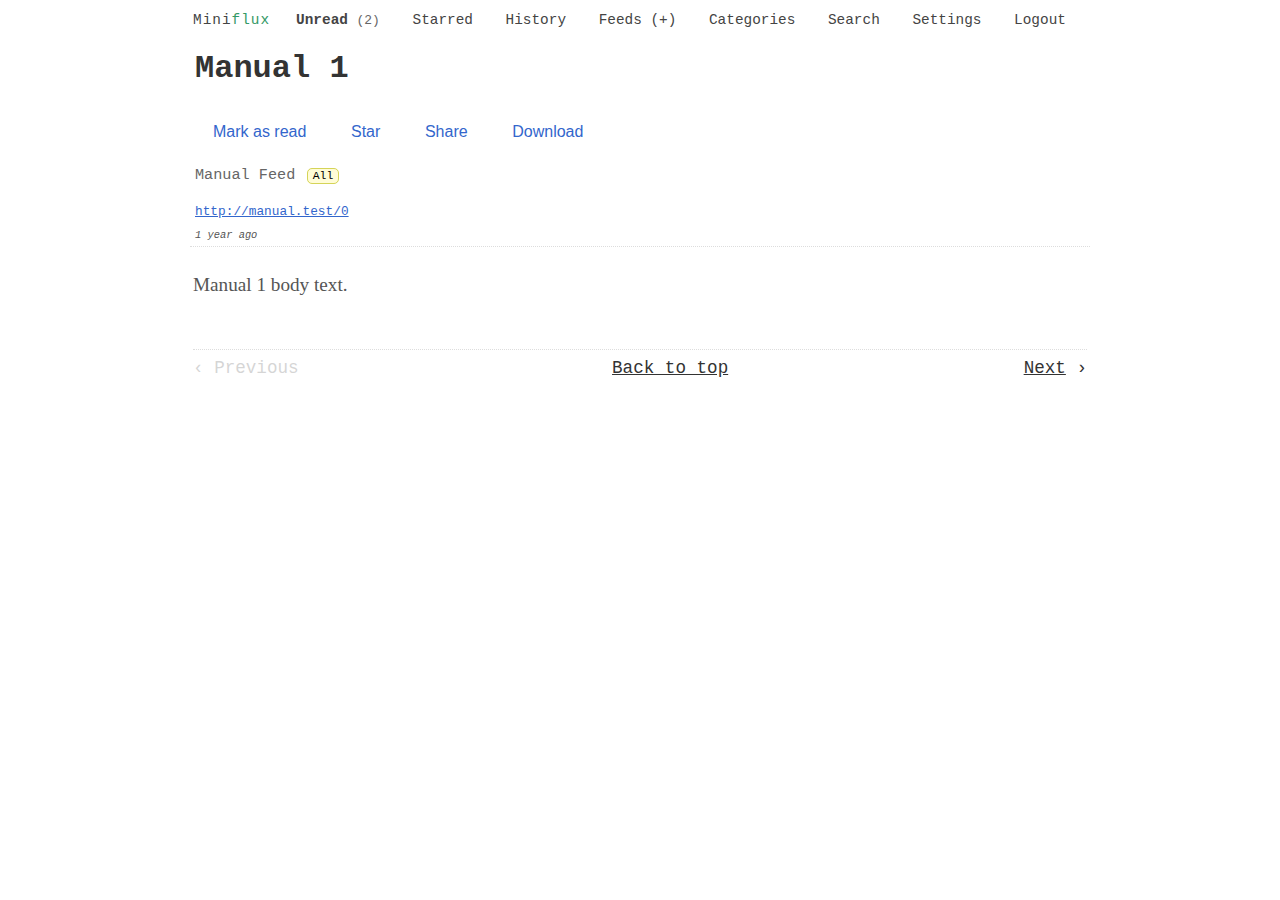 Miniflux Unread (2) Starred History Feeds (+) Categories Search Settings Logout
Manual 1
Mark as read Star Share Download
Manual Feed All
http://manual.test/0
1 year ago
Manual 1 body text.
‹ Previous Back to top Next ›